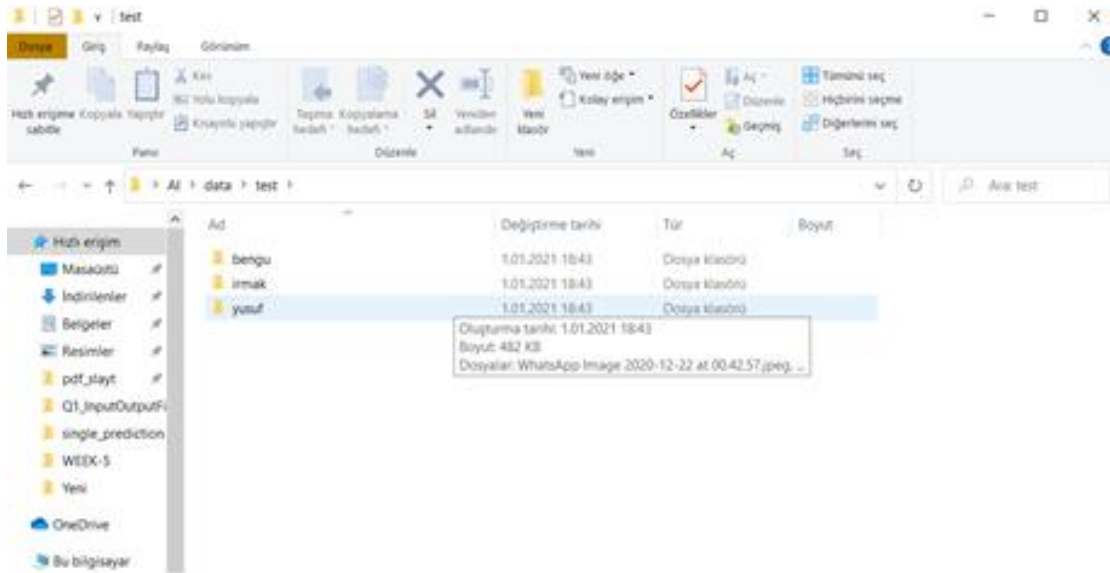 test
Dosya Giriş Paylaş Görünüm
Hızlı erişime sabitle
Kopyala
Yapıştır
Kes
Yolu kopyala
Kısayolu yapıştır
Pano
Taşıma hedefi
Kopyalama hedefi
Sil
Yeniden adlandır
Düzenle
Yeni klasör
Yeni öğe
Kolay erişim
Yeni
Özellikler
Aç
Düzenle
Geçmiş
Aç
Tümünü seç
Hiçbirini seçme
Diğerlerini seç
Seç
AI > data > test >
Ara: test
Ad Değiştirme tarihi Tür Boyut
bengu 1.01.2021 18:43 Dosya klasörü
irmak 1.01.2021 18:43 Dosya klasörü
yusuf 1.01.2021 18:43 Dosya klasörü
Oluşturma tarihi: 1.01.2021 18:43
Boyut: 482 KB
Dosyalar: WhatsApp Image 2020-12-22 at 00.42.57.jpeg, ...
Hızlı erişim
Masaüstü
İndirilenler
Belgeler
Resimler
pdf_slayt
Q1_InputOutputFi
single_prediction
WEEK-5
Yeni
OneDrive
Bu bilgisayar